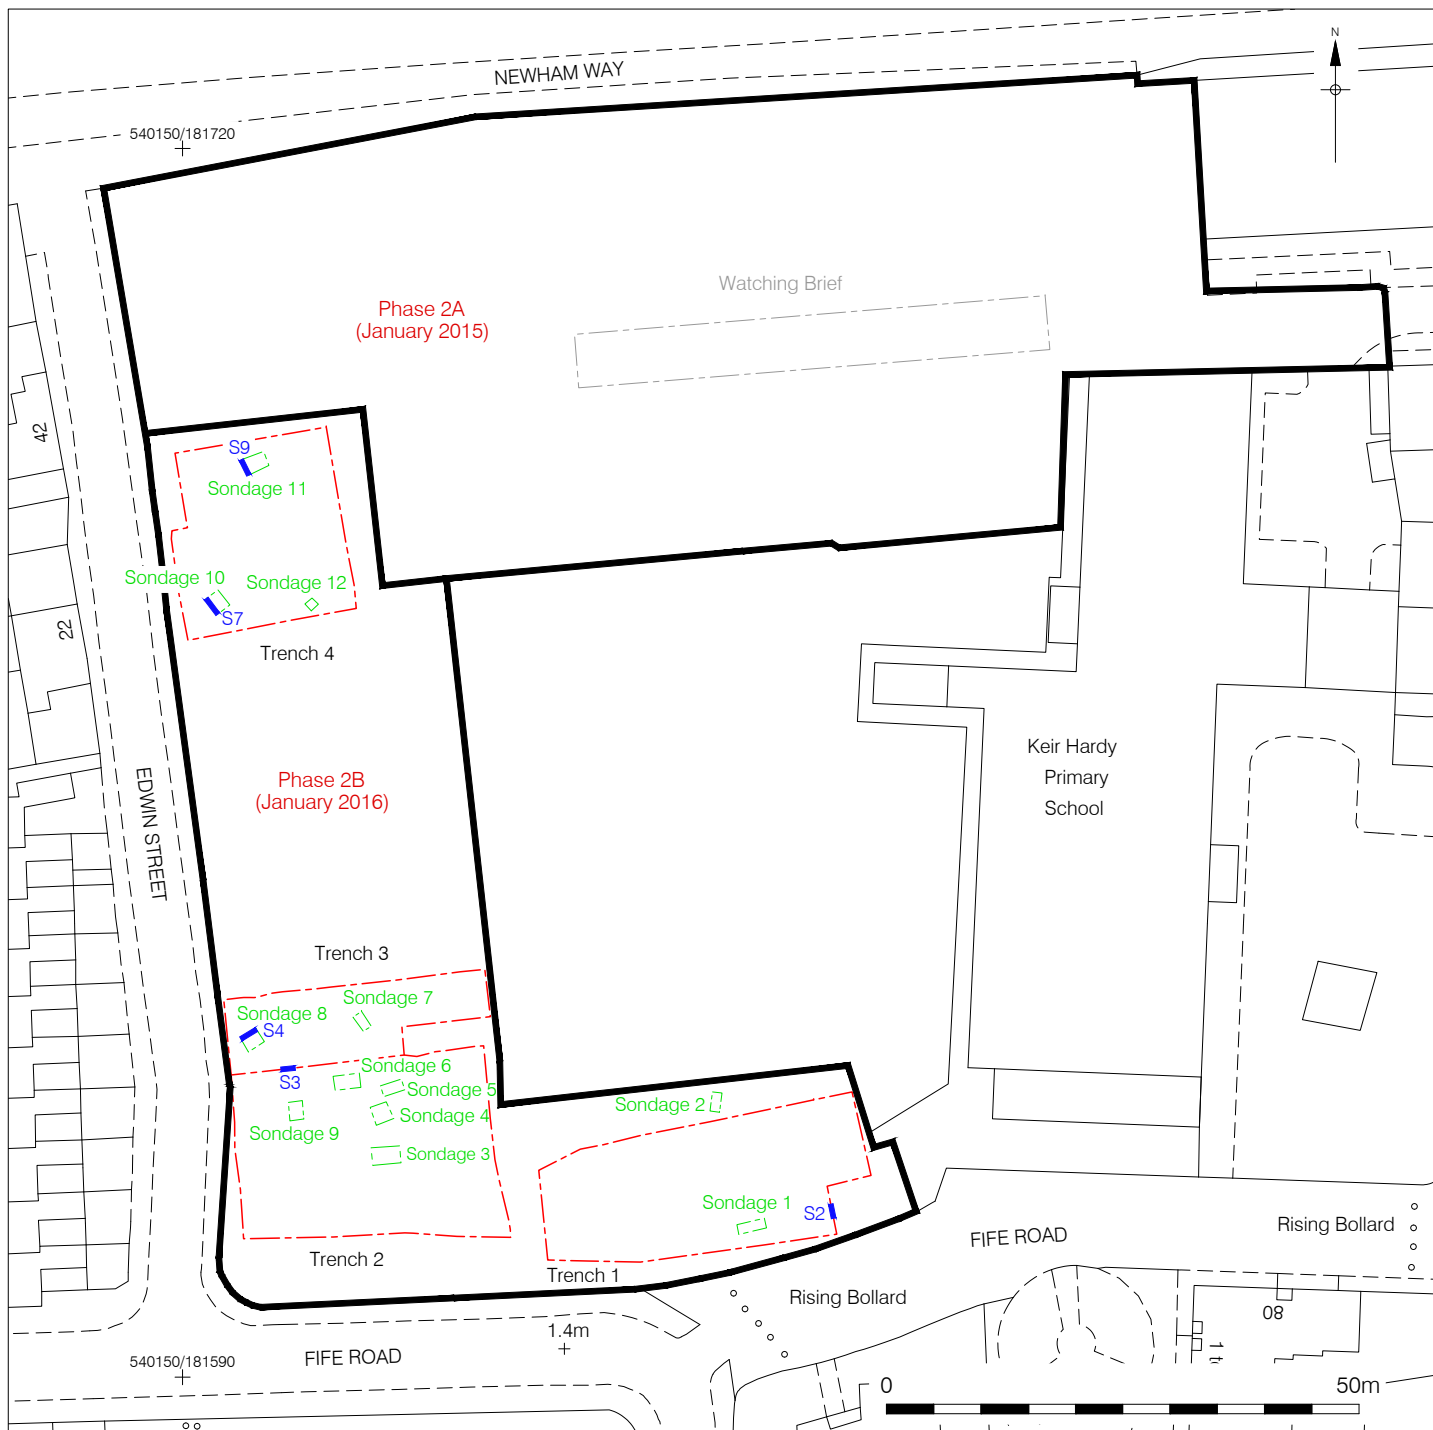 NEWHAM WAY
N
540150/181720
Watching Brief
Phase 2A
(January 2015)
42
S9
Sondage 11
Sondage 10
Sondage 12
S7
22
Trench 4
Keir Hardy
Primary
School
Phase 2B
(January 2016)
EDWIN STREET
Trench 3
Sondage 7
Sondage 8
S4
Sondage 6
S3
Sondage 5
Sondage 2
Sondage 4
Sondage 9
Sondage 3
Sondage 1
S2
Rising Bollard
FIFE ROAD
Trench 2
Trench 1
Rising Bollard
80
1.4m
FIFE ROAD
540150/181590
0
50m